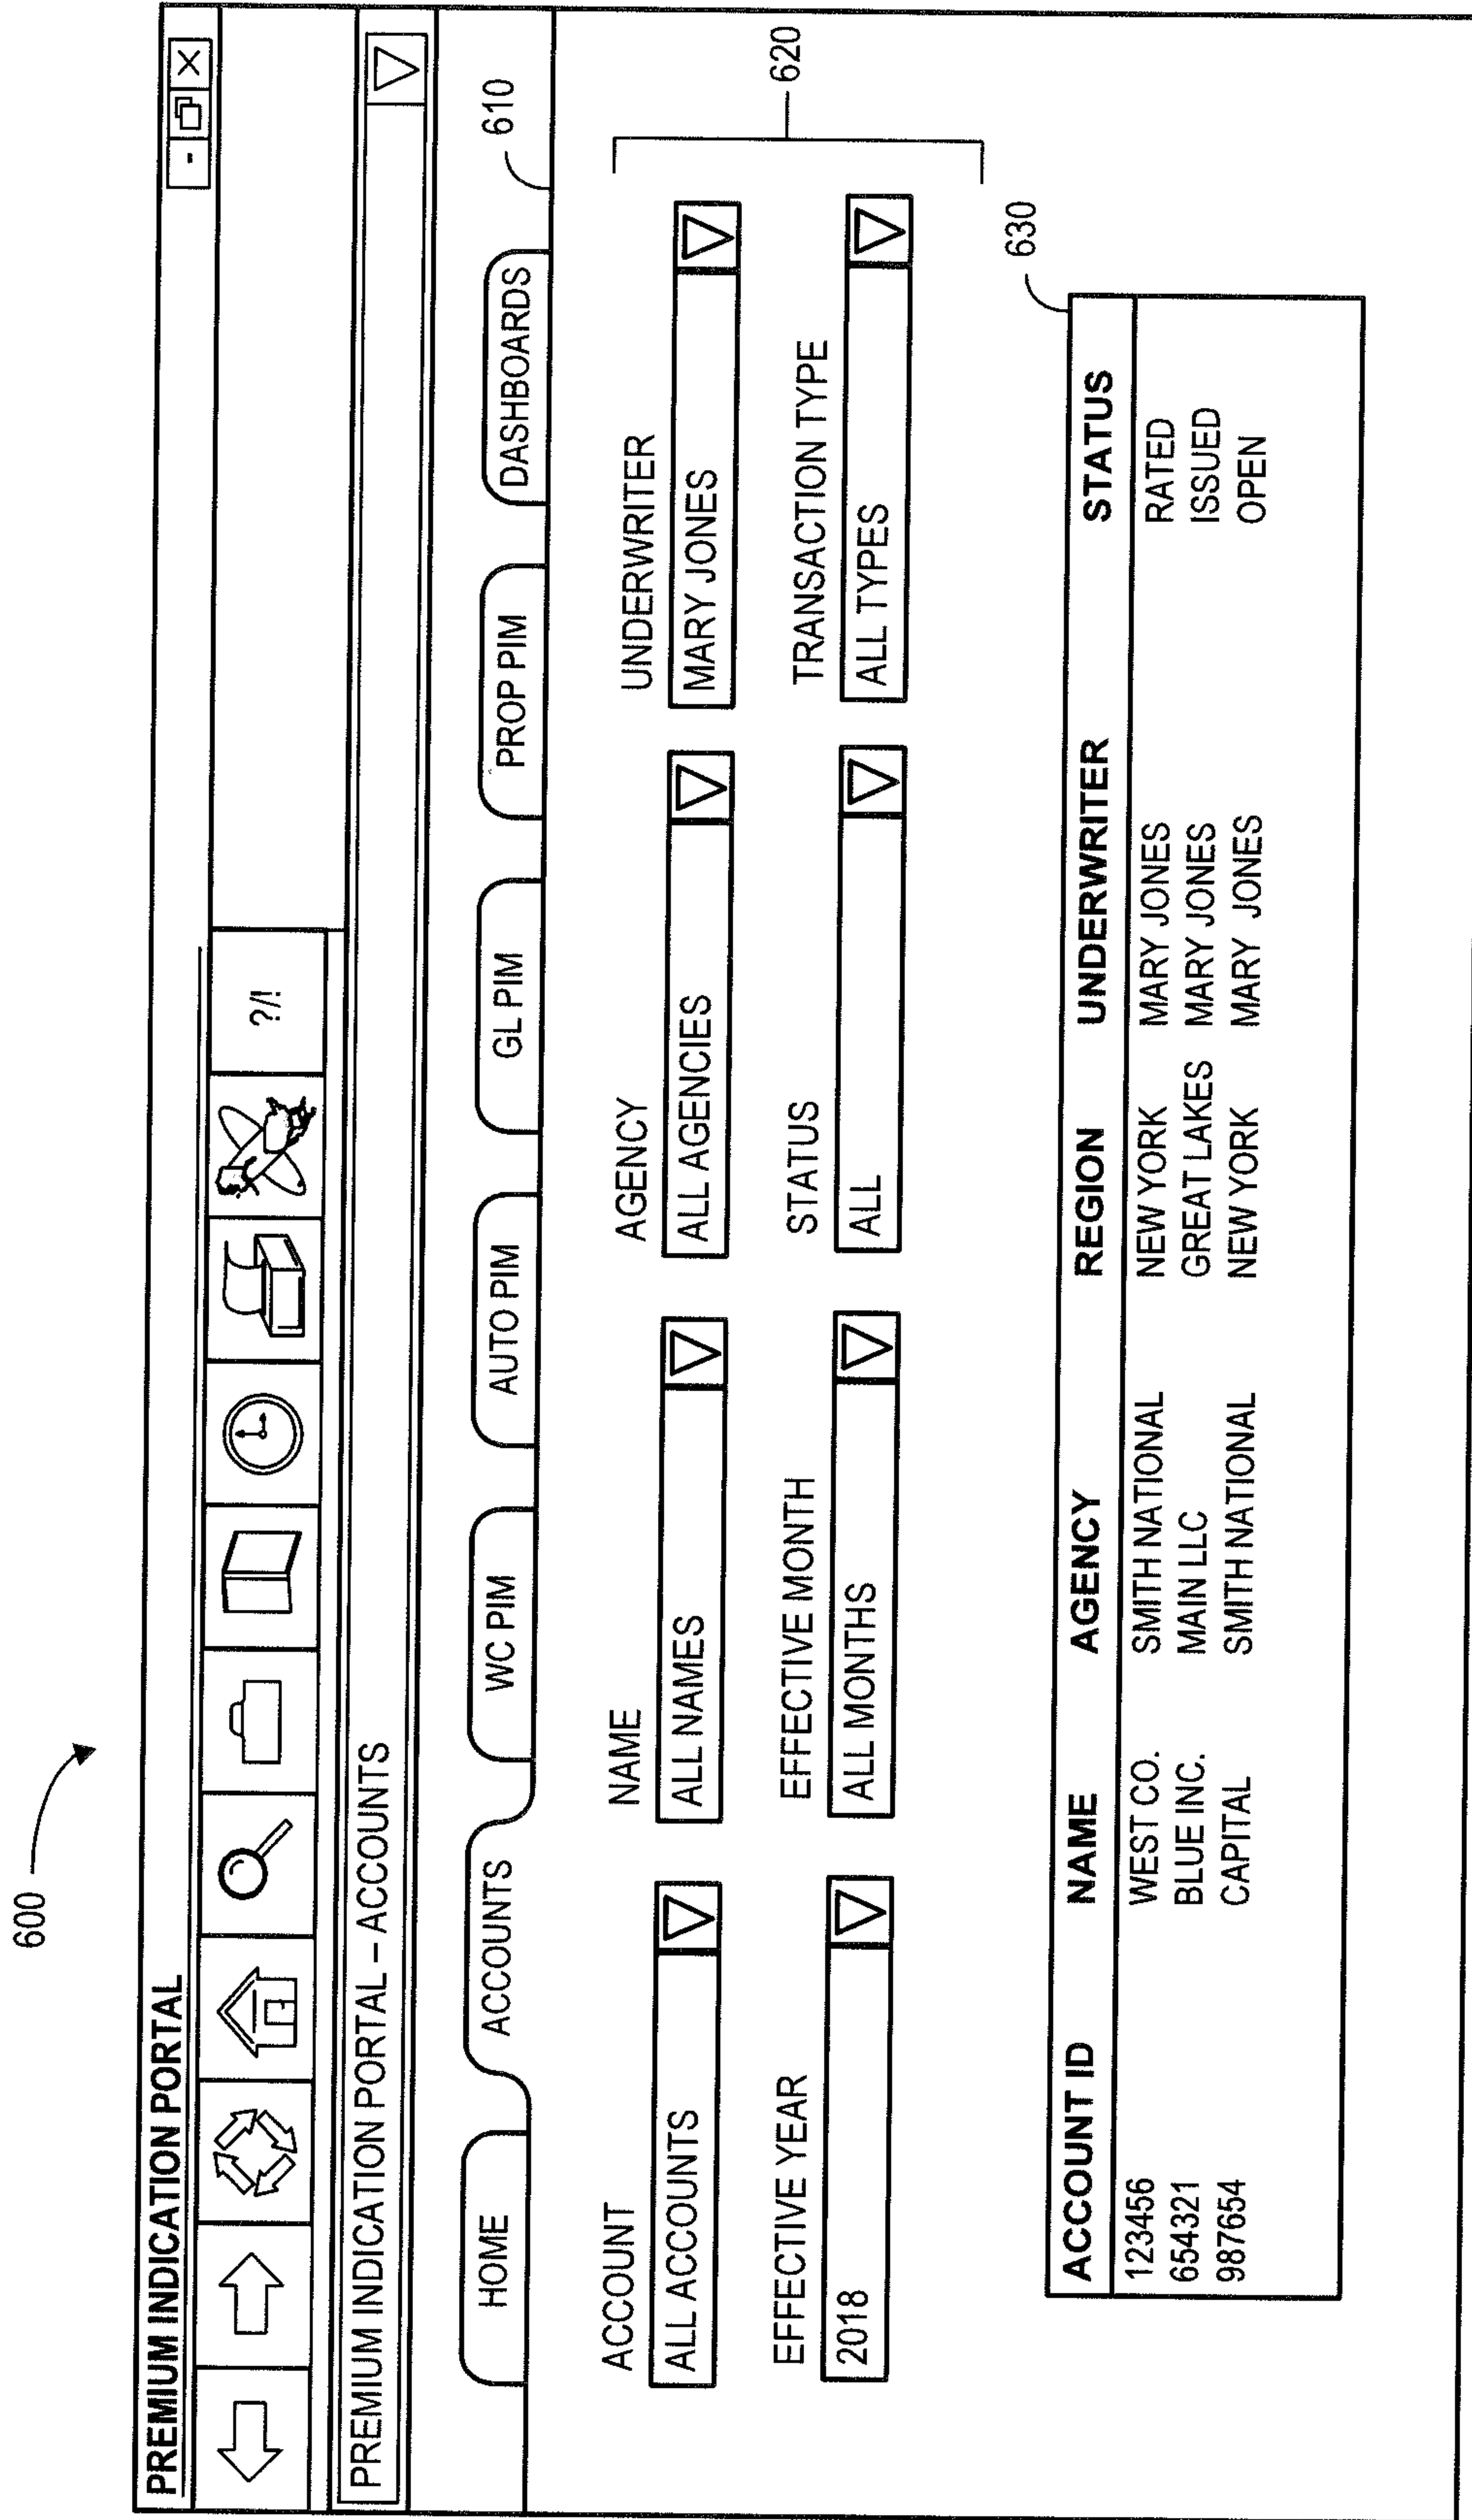 600
PREMIUM INDICATION PORTAL
- X
?/!
PREMIUM INDICATION PORTAL – ACCOUNTS
HOME ACCOUNTS WC PIM AUTO PIM GL PIM PROP PIM DASHBOARDS 610
ACCOUNT NAME AGENCY UNDERWRITER
ALL ACCOUNTS ALL NAMES ALL AGENCIES MARY JONES
620
EFFECTIVE YEAR EFFECTIVE MONTH STATUS TRANSACTION TYPE
2018 ALL MONTHS ALL ALL TYPES
630
ACCOUNT ID NAME AGENCY REGION UNDERWRITER STATUS
123456 WEST CO. SMITH NATIONAL NEW YORK MARY JONES RATED
654321 BLUE INC. MAIN LLC GREAT LAKES MARY JONES ISSUED
987654 CAPITAL SMITH NATIONAL NEW YORK MARY JONES OPEN